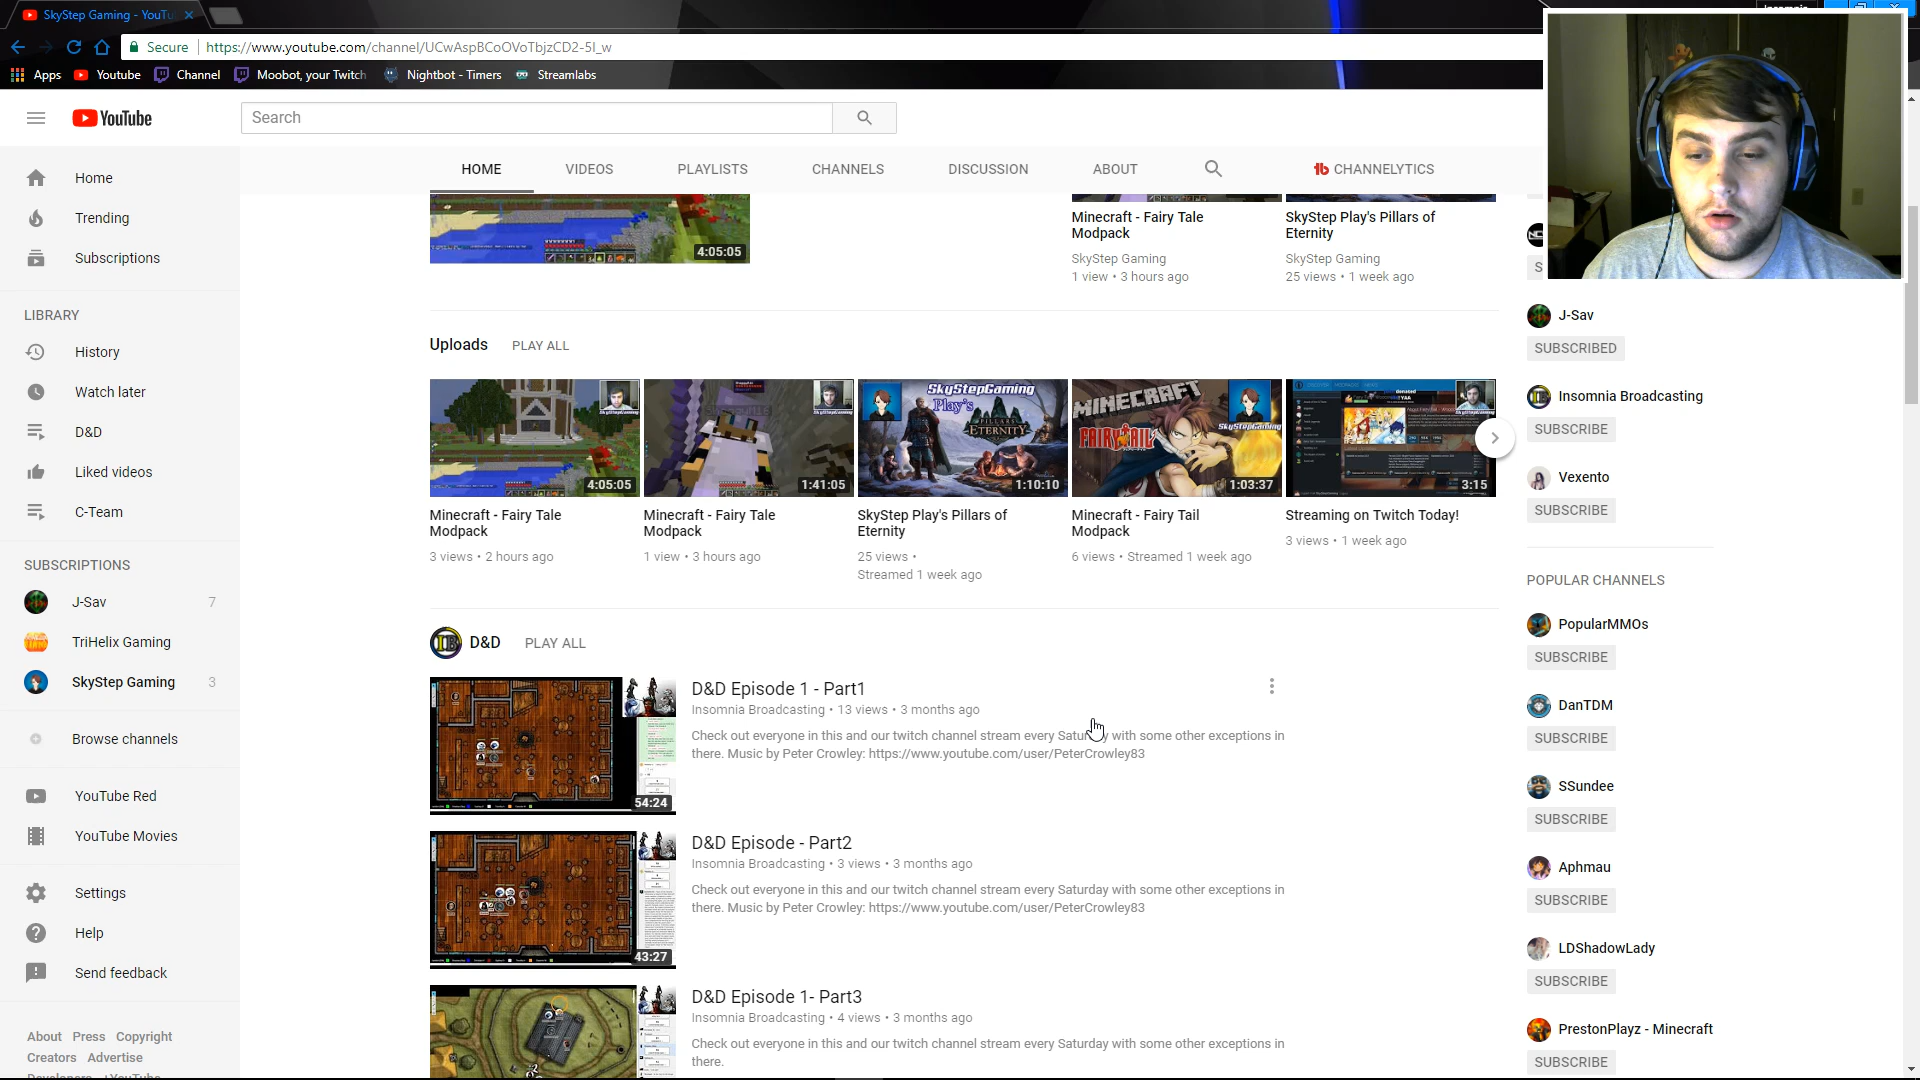 SkyStep Gaming - YouTu
Secure https://www.youtube.com/channel/UCwAspBCoOVoTbjzCD2-5I_w
Apps Youtube Channel Moobot, your Twitch Nightbot - Timers Streamlabs
YouTube
Search
HOME VIDEOS PLAYLISTS CHANNELS DISCUSSION ABOUT CHANNELYTICS
Home
Trending
Subscriptions
LIBRARY
History
Watch later
D&D
Liked videos
C-Team
SUBSCRIPTIONS
J-Sav 7
TriHelix Gaming
SkyStep Gaming 3
Browse channels
YouTube Red
YouTube Movies
Settings
Help
Send feedback
About Press Copyright
Creators Advertise
Developers +YouTube
4:05:05
Minecraft - Fairy Tale
Modpack
SkyStep Gaming
1 view • 3 hours ago
SkyStep Play's Pillars of
Eternity
SkyStep Gaming
25 views • 1 week ago
Uploads PLAY ALL
4:05:05
Minecraft - Fairy Tale
Modpack
3 views • 2 hours ago
1:41:05
Minecraft - Fairy Tale
Modpack
1 view • 3 hours ago
SkyStepGaming
Play's
PILLARS
ETERNITY
1:10:10
SkyStep Play's Pillars of
Eternity
25 views •
Streamed 1 week ago
MINECRAFT
FAIRY TAIL
SkyStepGaming
1:03:37
Minecraft - Fairy Tail
Modpack
6 views • Streamed 1 week ago
3:15
Streaming on Twitch Today!
3 views • 1 week ago
D&D PLAY ALL
54:24
D&D Episode 1 - Part1
Insomnia Broadcasting • 13 views • 3 months ago
Check out everyone in this and our twitch channel stream every Saturday with some other exceptions in
there. Music by Peter Crowley: https://www.youtube.com/user/PeterCrowley83
43:27
D&D Episode - Part2
Insomnia Broadcasting • 3 views • 3 months ago
Check out everyone in this and our twitch channel stream every Saturday with some other exceptions in
there. Music by Peter Crowley: https://www.youtube.com/user/PeterCrowley83
D&D Episode 1- Part3
Insomnia Broadcasting • 4 views • 3 months ago
Check out everyone in this and our twitch channel stream every Saturday with some other exceptions in
there.
J-Sav
SUBSCRIBED
Insomnia Broadcasting
SUBSCRIBE
Vexento
SUBSCRIBE
POPULAR CHANNELS
PopularMMOs
SUBSCRIBE
DanTDM
SUBSCRIBE
SSundee
SUBSCRIBE
Aphmau
SUBSCRIBE
LDShadowLady
SUBSCRIBE
PrestonPlayz - Minecraft
SUBSCRIBE